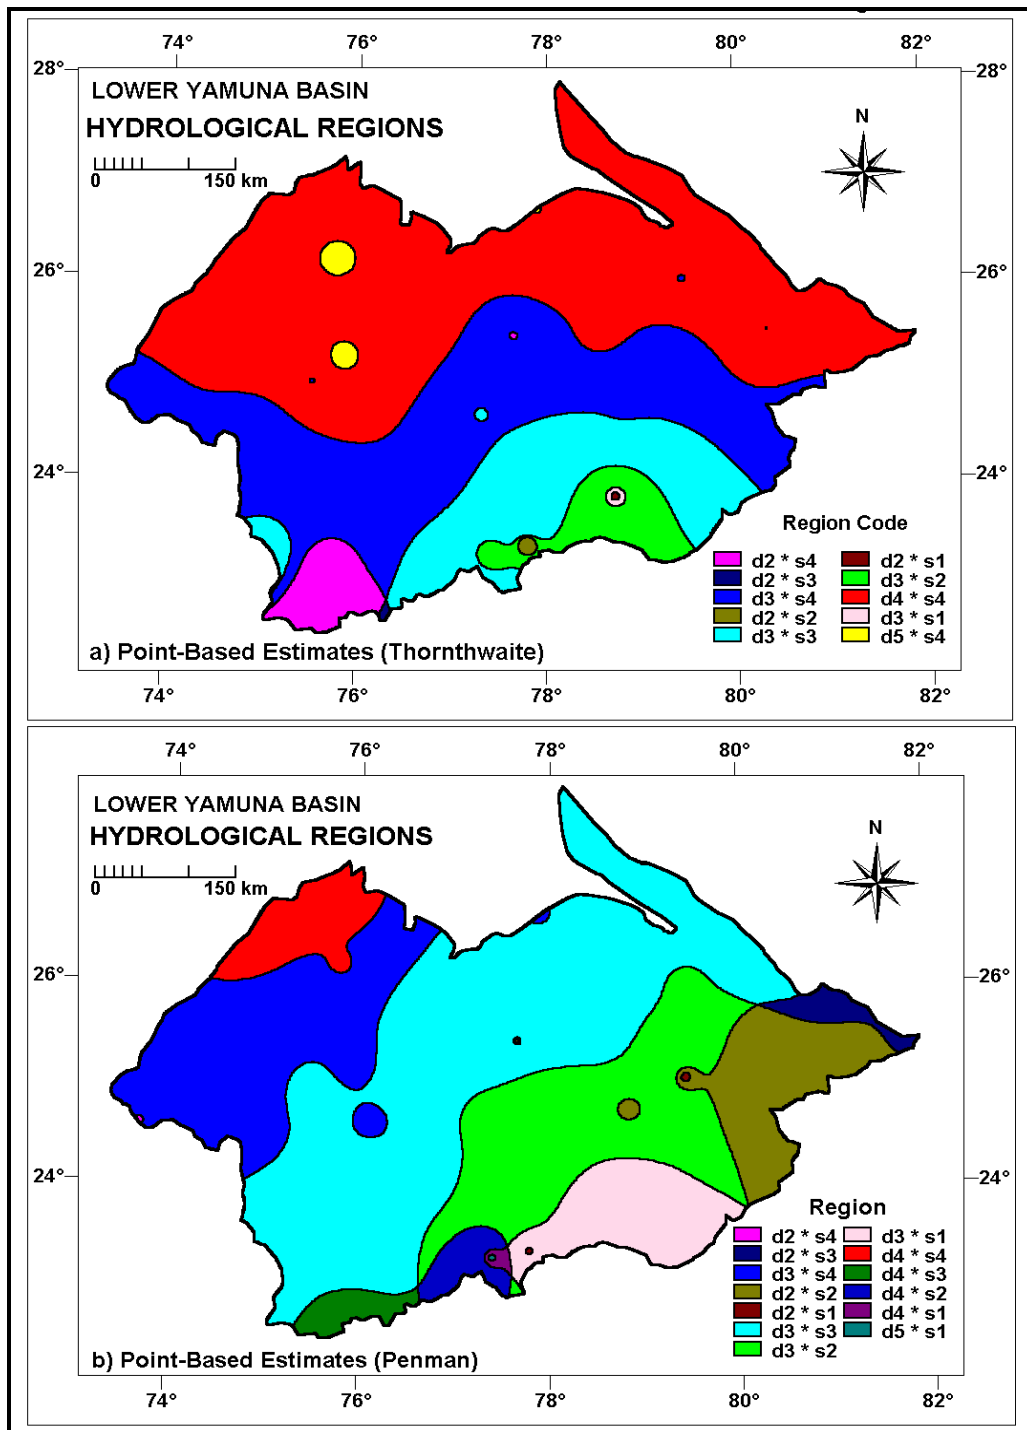 74° 76° 78° 80° 82°
28° 28°
LOWER YAMUNA BASIN
HYDROLOGICAL REGIONS
N
0 150 km
26° 26°
24° 24°
Region Code
d2 * s4 d2 * s1
d2 * s3 d3 * s2
d3 * s4 d4 * s4
d2 * s2 d3 * s1
d3 * s3 d5 * s4
a) Point-Based Estimates (Thornthwaite)
74° 76° 78° 80° 82°
74° 76° 78° 80° 82°
LOWER YAMUNA BASIN
HYDROLOGICAL REGIONS
N
0 150 km
26° 26°
24° 24°
Region
d2 * s4 d3 * s1
d2 * s3 d4 * s4
d3 * s4 d4 * s3
d2 * s2 d4 * s2
d2 * s1 d4 * s1
d3 * s3 d5 * s1
d3 * s2
b) Point-Based Estimates (Penman)
74° 76° 78° 80° 82°